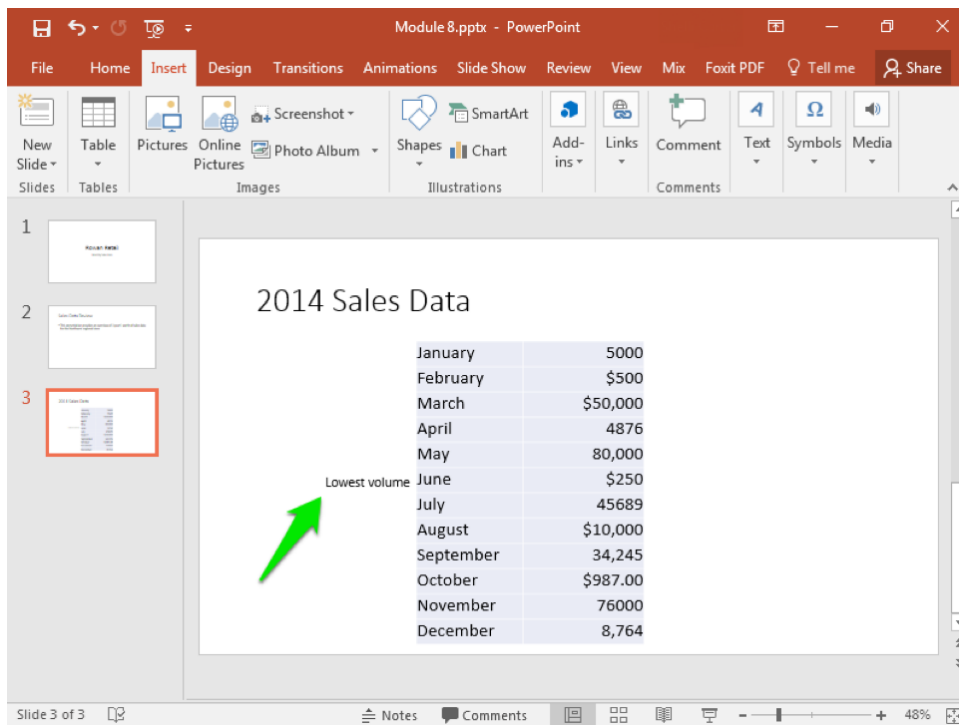 Module 8.pptx - PowerPoint
File Home Insert Design Transitions Animations Slide Show Review View Mix Foxit PDF Tell me Share
New Slide
Table
Pictures
Online Pictures
Screenshot
Photo Album
Shapes
SmartArt
Chart
Add-ins
Links
Comment
Text
Symbols
Media
Slides Tables Images Illustrations Comments
1
2
3
2014 Sales Data
January 5000
February $500
March $50,000
April 4876
May 80,000
Lowest volume June $250
July 45689
August $10,000
September 34,245
October $987.00
November 76000
December 8,764
Slide 3 of 3 Notes Comments 48%